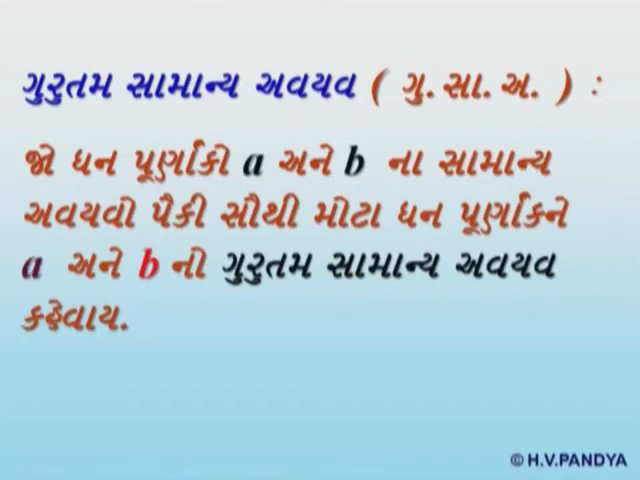 ગુરુતમ સામાન્ય અવયવ ( ગુ. સા. અ. ) :
જો ધન પૂર્ણાંકો a અને b ના સામાન્ય
અવયવો પૈકી સૌથી મોટા ધન પૂર્ણાંકને
a અને b નો ગુરુતમ સામાન્ય અવયવ
કહેવાય.
© H.V.PANDYA